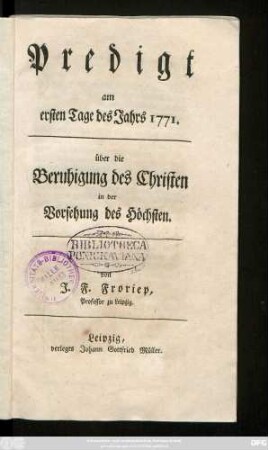 Predigt
am
ersten Tage des Jahrs 1771.
über die
Beruhigung des Christen
in der
Vorsehung des Höchsten.
BIBLIOTHECA
PONICKAVIANA
von
J. F. Froriep,
Professor zu Leipzig.
Leipzig,
verlegts Johann Gottfried Müller.